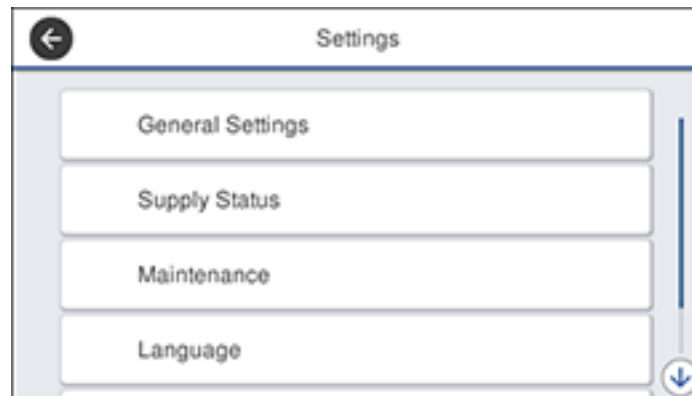 Settings
General Settings
Supply Status
Maintenance
Language